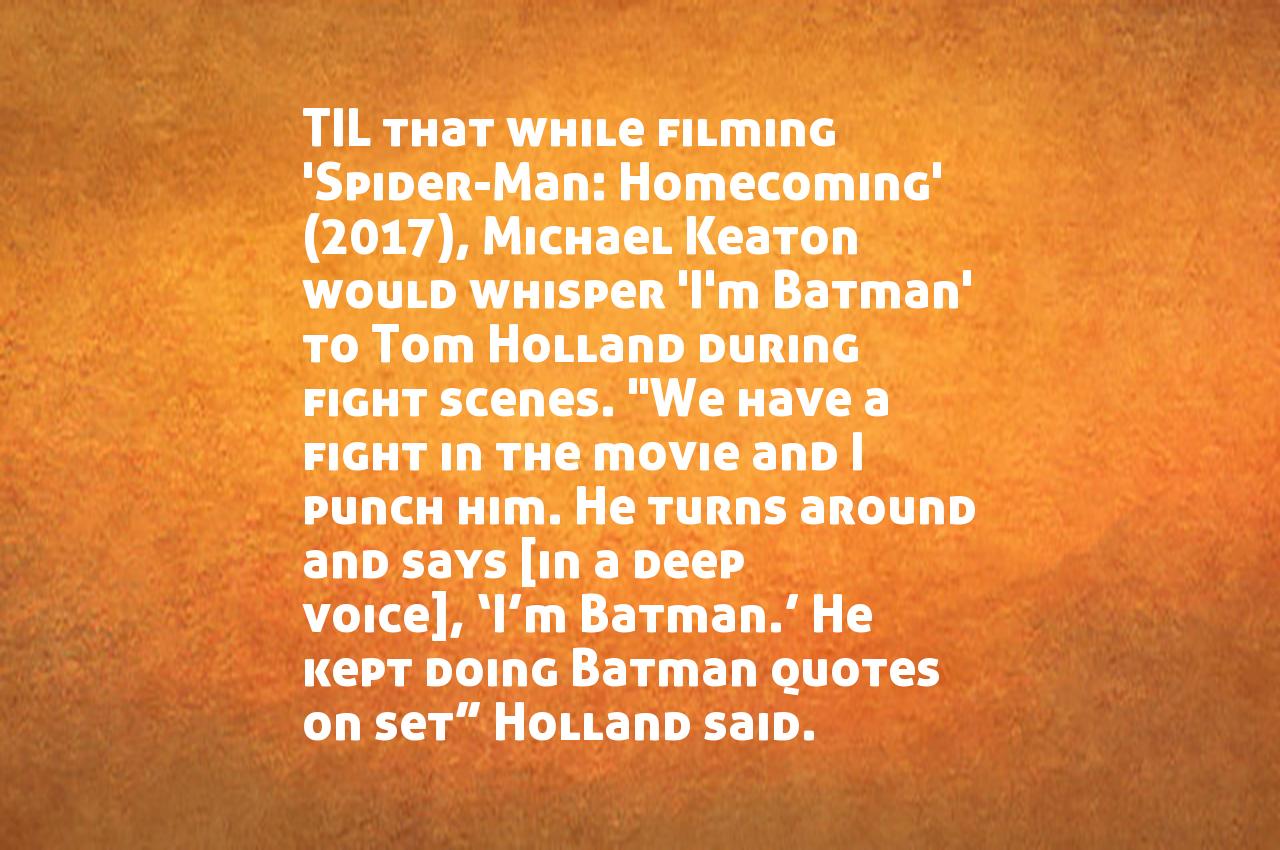 TIL that while filming
'Spider-Man: Homecoming'
(2017), Michael Keaton
would whisper 'I'm Batman'
to Tom Holland during
fight scenes. "We have a
fight in the movie and I
punch him. He turns around
and says [in a deep
voice], ‘I’m Batman.’ He
kept doing Batman quotes
on set” Holland said.